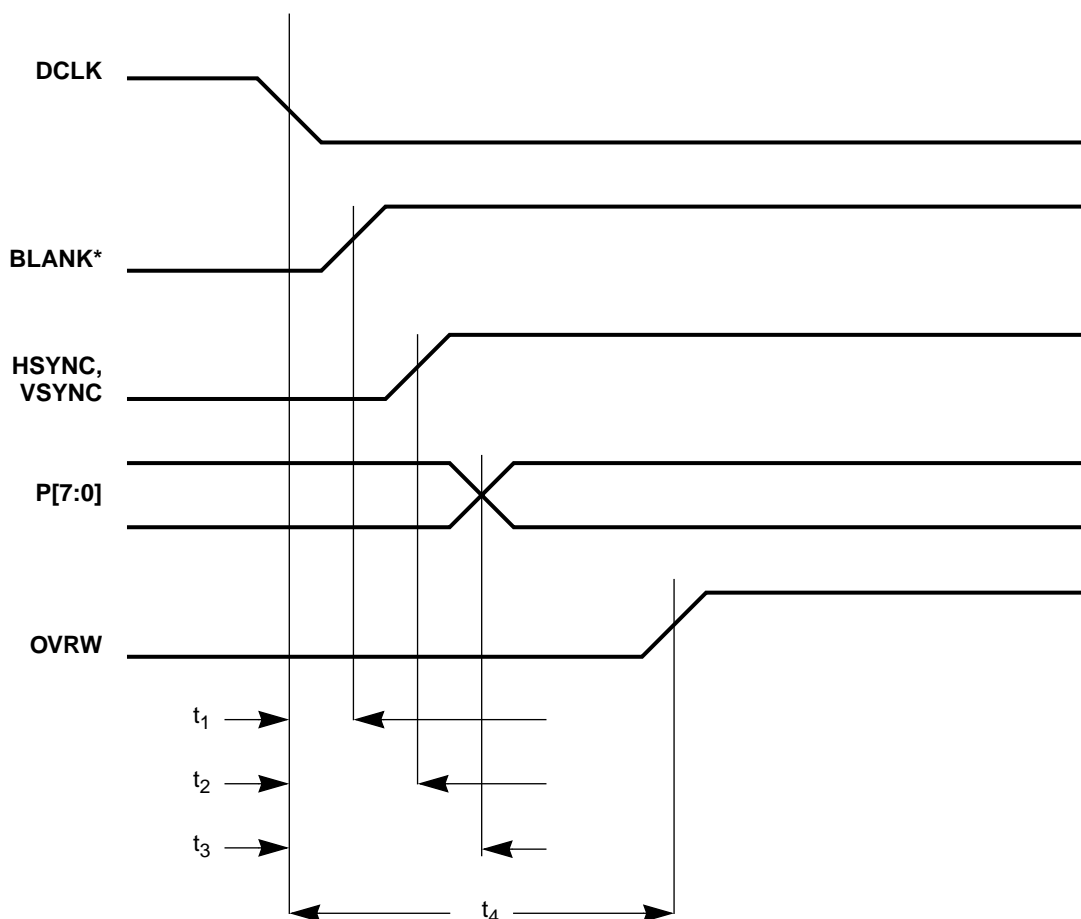 DCLK
BLANK*
HSYNC,
VSYNC
P[7:0]
OVRW
t1
t2
t3
t4